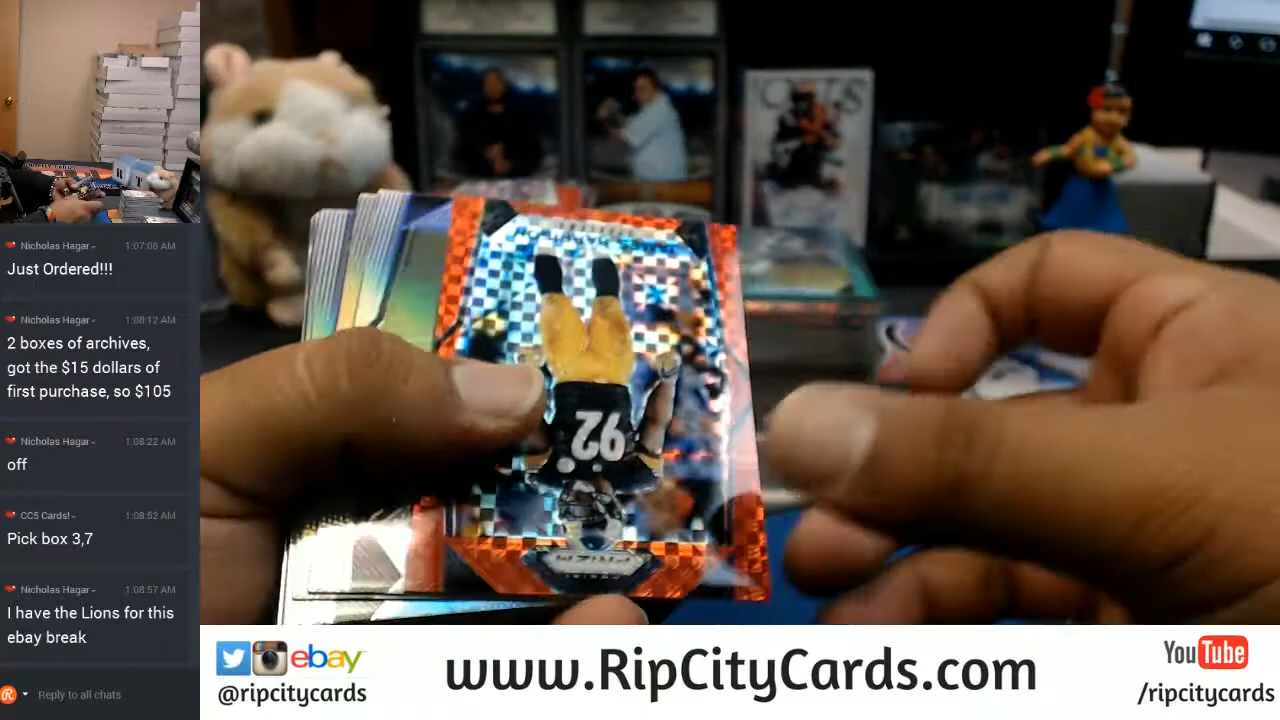 Nicholas Hagar~ 1:07:08 AM
Just Ordered!!!
Nicholas Hagar~ 1:08:12 AM
2 boxes of archives,
got the $15 dollars of
first purchase, so $105
Nicholas Hagar~ 1:08:22 AM
off
CC5 Cards!~ 1:08:52 AM
Pick box 3,7
Nicholas Hagar~ 1:08:57 AM
I have the Lions for this
ebay break
Reply to all chats
92
PRIZM
ebay
@ripcitycards
www.RipCityCards.com
YouTube
/ripcitycards